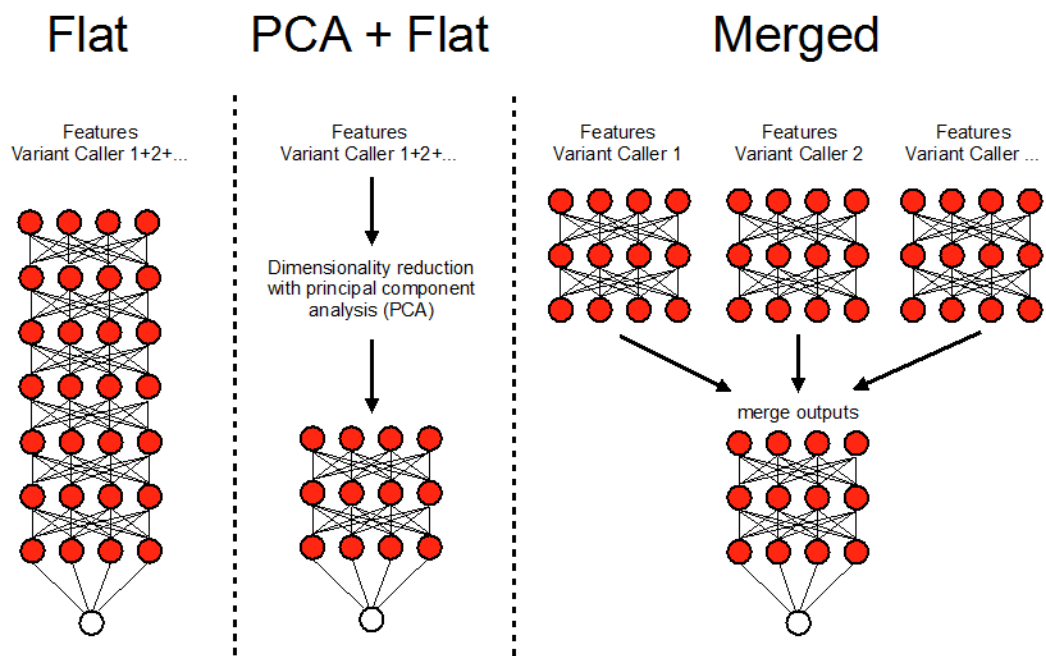 Flat
PCA + Flat
Merged
Features
Variant Caller 1+2+...
Features
Variant Caller 1+2+...
Features
Variant Caller 1
Features
Variant Caller 2
Features
Variant Caller ...
Dimensionality reduction
with principal component
analysis (PCA)
merge outputs